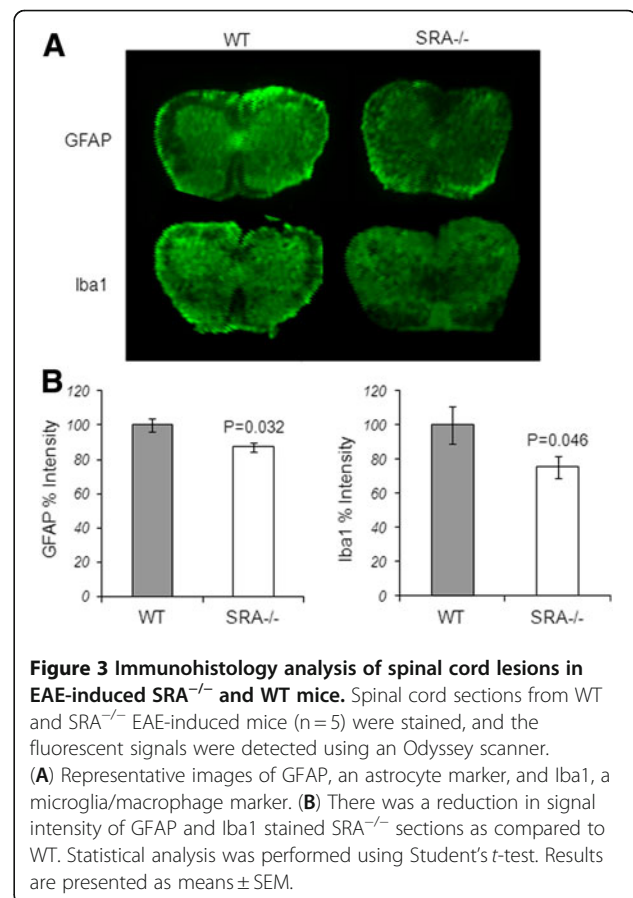 A
WT SRA-/-
GFAP
Iba1
B
120
100
80
60
40
20
0
GFAP % Intensity
P=0.032
WT SRA-/-
120
100
80
60
40
20
0
Iba1 % Intensity
P=0.046
WT SRA-/-
Figure 3 Immunohistology analysis of spinal cord lesions in
EAE-induced SRA−/− and WT mice. Spinal cord sections from WT
and SRA−/− EAE-induced mice (n = 5) were stained, and the
fluorescent signals were detected using an Odyssey scanner.
(A) Representative images of GFAP, an astrocyte marker, and Iba1, a
microglia/macrophage marker. (B) There was a reduction in signal
intensity of GFAP and Iba1 stained SRA−/− sections as compared to
WT. Statistical analysis was performed using Student's t-test. Results
are presented as means ± SEM.